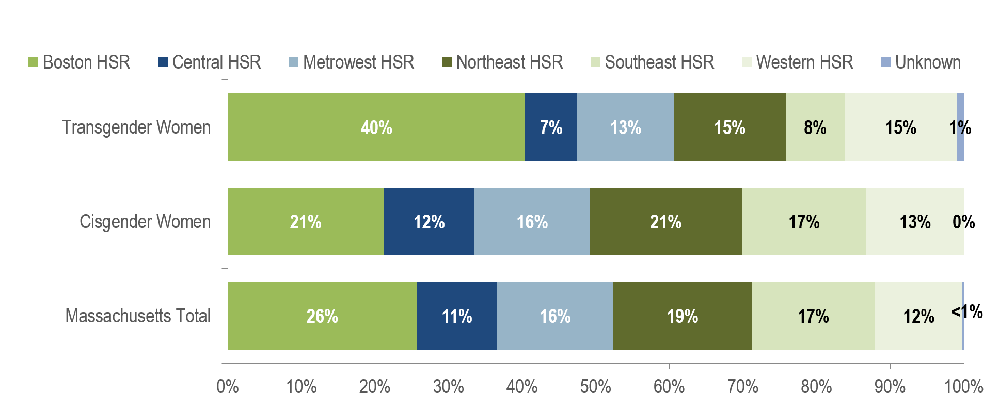 Boston HSR Central HSR Metrowest HSR Northeast HSR Southeast HSR Western HSR Unknown
Transgender Women 40% 7% 13% 15% 8% 15% 1%
Cisgender Women 21% 12% 16% 21% 17% 13% 0%
Massachusetts Total 26% 11% 16% 19% 17% 12% <1%
0% 10% 20% 30% 40% 50% 60% 70% 80% 90% 100%